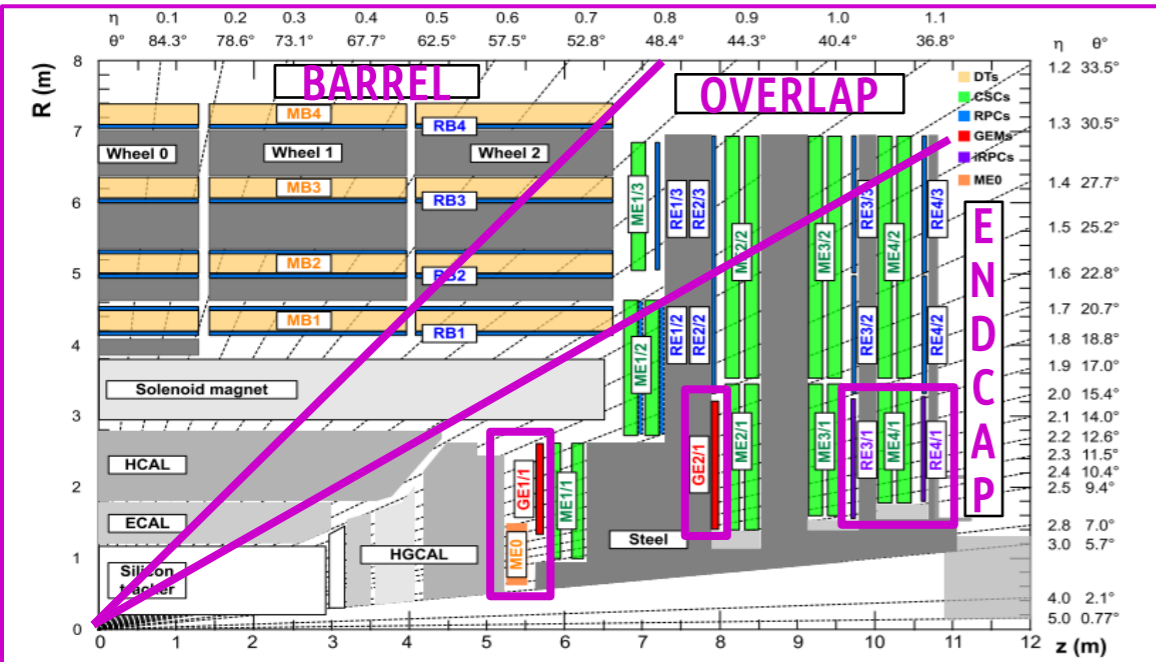 η 0.1 0.2 0.3 0.4 0.5 0.6 0.7 0.8 0.9 1.0 1.1
θ° 84.3° 78.6° 73.1° 67.7° 62.5° 57.5° 52.8° 48.4° 44.3° 40.4° 36.8° η θ°
R (m)
8
7
6
5
4
3
2
1
0
BARREL
OVERLAP
ENDCAP
DTs
CSCs
RPCs
GEMs
iRPCs
ME0
MB4
RB4
Wheel 0 Wheel 1 Wheel 2
MB3
RB3
MB2
RB2
MB1
RB1
Solenoid magnet
HCAL
ECAL
HGCAL
Silicon
tracker
Steel
ME1/3
RE1/3
RE2/3
ME2/2
ME3/2
RE3/3
ME4/2
RE4/3
ME1/2
RE1/2
RE2/2
RE3/2
RE4/2
GE1/1
ME0
ME1/1
GE2/1
ME2/1
ME3/1
RE3/1
ME4/1
RE4/1
1.2 33.5°
1.3 30.5°
1.4 27.7°
1.5 25.2°
1.6 22.8°
1.7 20.7°
1.8 18.8°
1.9 17.0°
2.0 15.4°
2.1 14.0°
2.2 12.6°
2.3 11.5°
2.4 10.4°
2.5 9.4°
2.8 7.0°
3.0 5.7°
4.0 2.1°
5.0 0.77°
0 1 2 3 4 5 6 7 8 9 10 11 12 z (m)